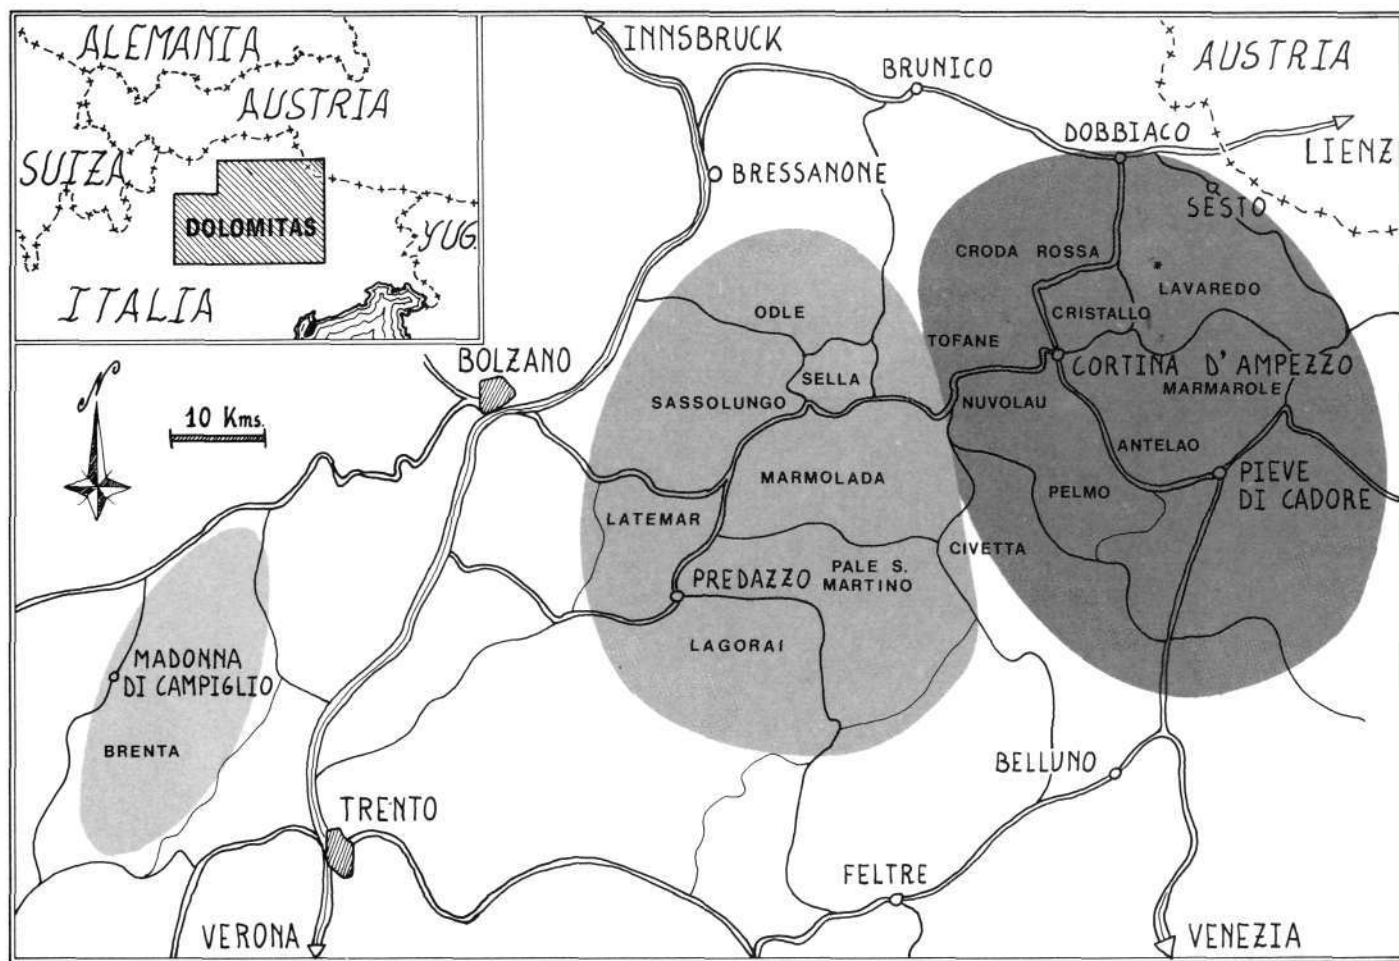 ALEMANIA
AUSTRIA
SUIZA
DOLOMITAS
YUG.
ITALIA
N
10 Kms.
INNSBRUCK
BRUNICO
AUSTRIA
DOBBIACO
LIENZ
BRESSANONE
SESTO
CRODA ROSSA
LAVAREDO
ODLE
CRISTALLO
TOFANE
BOLZANO
CORTINA D'AMPEZZO
SELLA
MARMAROLE
SASSOLUNGO
NUVOLAU
ANTELAO
MARMOLADA
PIEVE
DI CADORE
PELMO
LATEMAR
CIVETTA
PALE S.
MARTINO
PREDAZZO
LAGORAI
MADONNA
DI CAMPIGLIO
BRENTA
BELLUNO
TRENTO
FELTRE
VERONA
VENEZIA